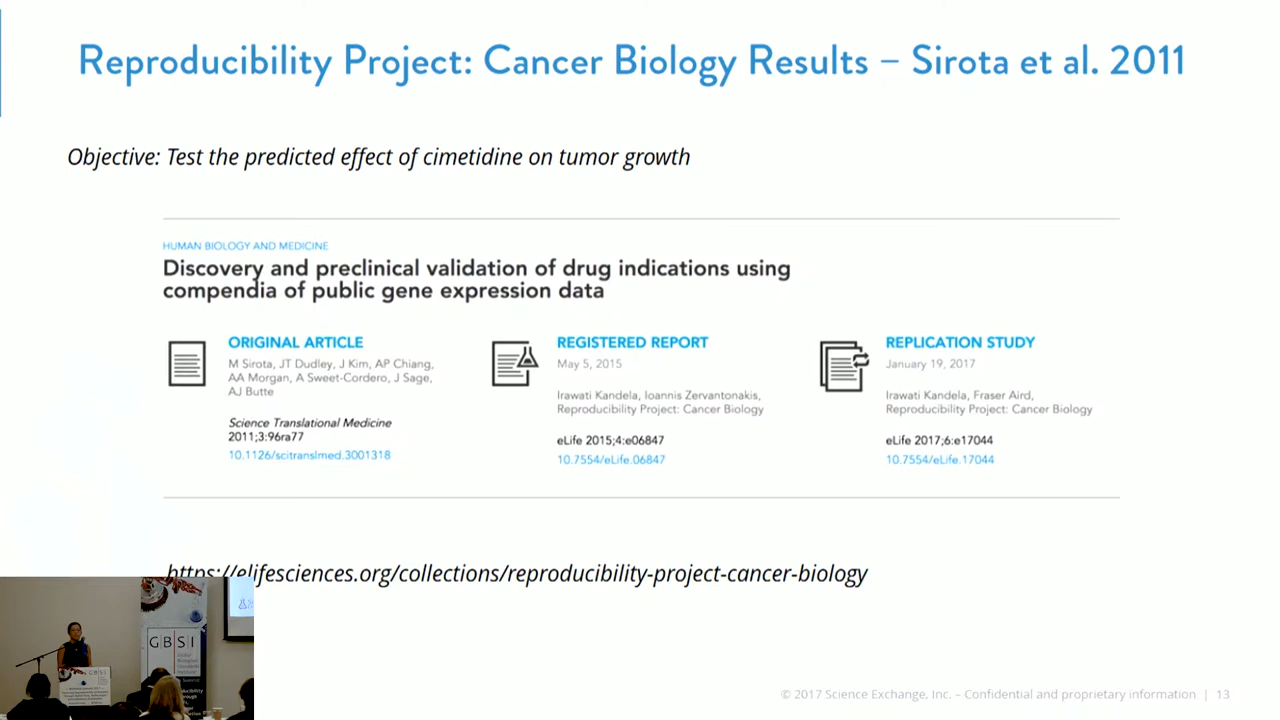 Reproducibility Project: Cancer Biology Results – Sirota et al. 2011
Objective: Test the predicted effect of cimetidine on tumor growth
HUMAN BIOLOGY AND MEDICINE
Discovery and preclinical validation of drug indications using
compendia of public gene expression data
ORIGINAL ARTICLE
M Sirota, JT Dudley, J Kim, AP Chiang,
AA Morgan, A Sweet-Cordero, J Sage,
AJ Butte
Science Translational Medicine
2011;3:96ra77
10.1126/scitranslmed.3001318
REGISTERED REPORT
May 5, 2015
Irawati Kandela, Ioannis Zervantonakis,
Reproducibility Project: Cancer Biology
eLife 2015;4:e06847
10.7554/eLife.06847
REPLICATION STUDY
January 19, 2017
Irawati Kandela, Fraser Aird,
Reproducibility Project: Cancer Biology
eLife 2017;6:e17044
10.7554/eLife.17044
https://elifesciences.org/collections/reproducibility-project-cancer-biology
GBSI
GBSI
© 2017 Science Exchange, Inc. – Confidential and proprietary information | 13